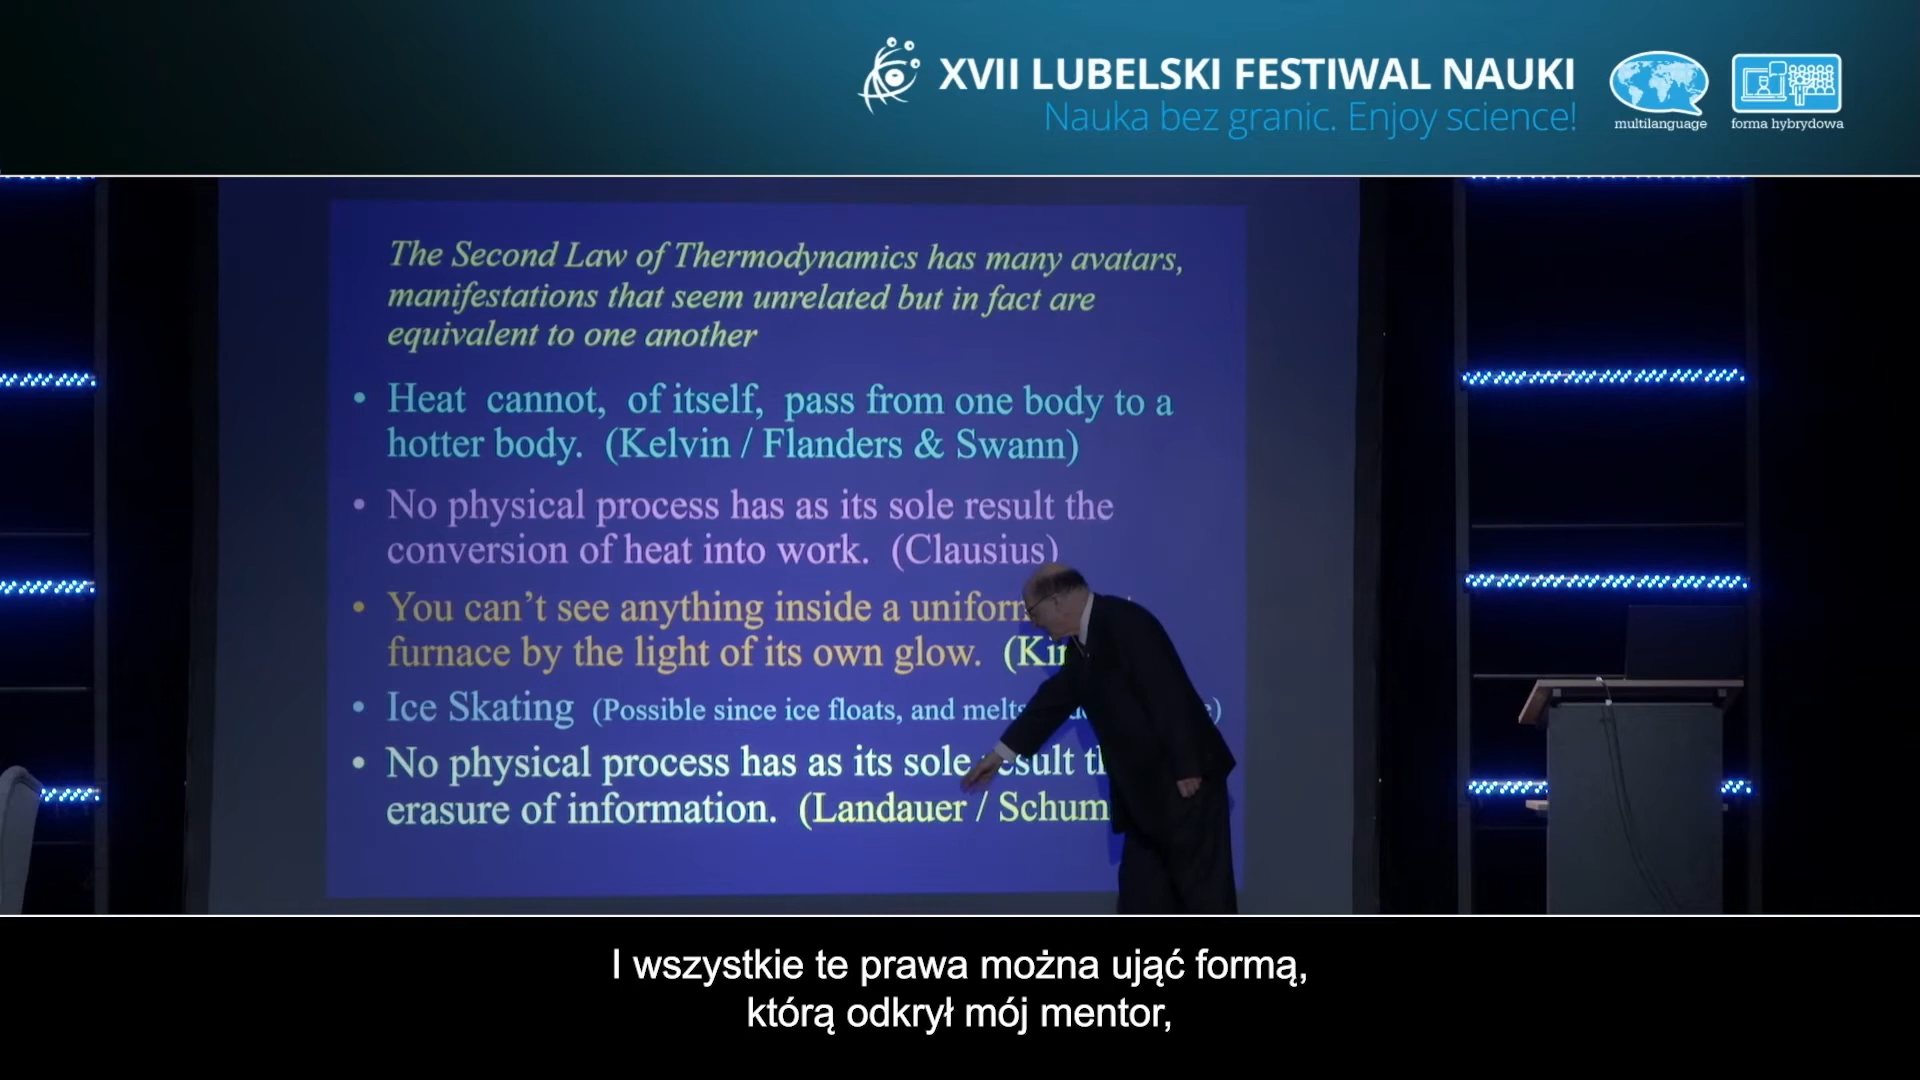 XVII LUBELSKI FESTIWAL NAUKI
Nauka bez granic. Enjoy science!
multilanguage
forma hybrydowa
The Second Law of Thermodynamics has many avatars,
manifestations that seem unrelated but in fact are
equivalent to one another
• Heat cannot, of itself, pass from one body to a
hotter body. (Kelvin / Flanders & Swann)
• No physical process has as its sole result the
conversion of heat into work. (Clausius)
• You can't see anything inside a uniform
furnace by the light of its own glow.
• Ice Skating (Possible since ice floats, and melts
• No physical process has as its sole result
erasure of information. (Landauer /
I wszystkie te prawa można ująć formą,
którą odkrył mój mentor,